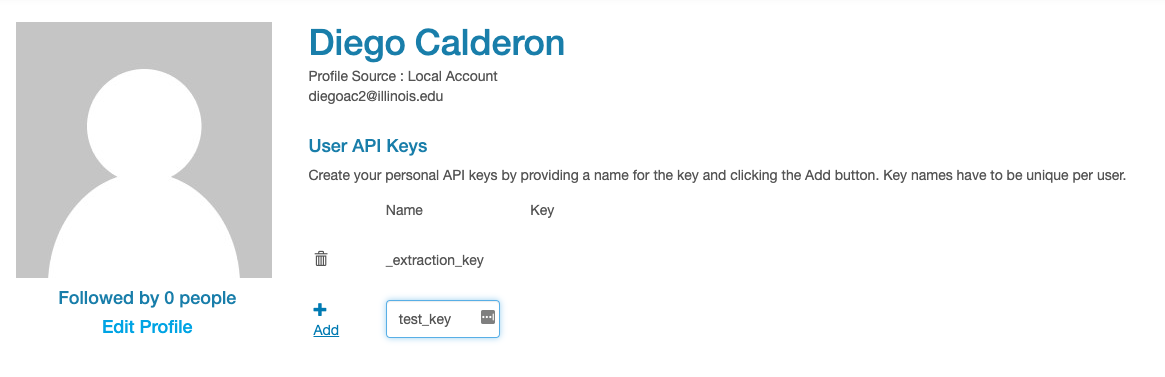 Diego Calderon
Profile Source : Local Account
diegoac2@illinois.edu
User API Keys
Create your personal API keys by providing a name for the key and clicking the Add button. Key names have to be unique per user.
Name Key
_extraction_key
Add test_key
Followed by 0 people
Edit Profile